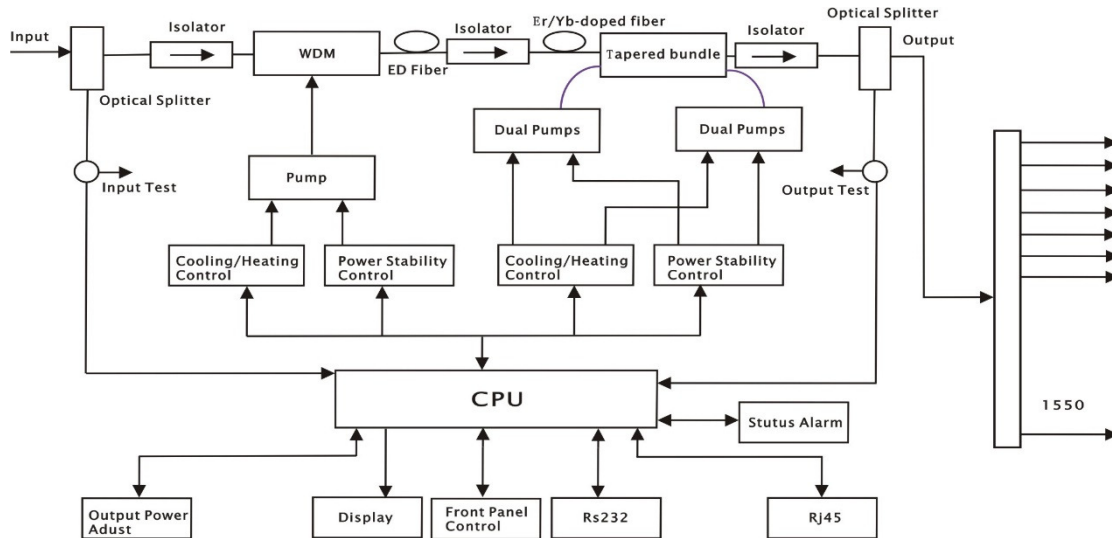 Input
Optical Splitter
Isolator
WDM
ED Fiber
Isolator
Er/Yb-doped fiber
Tapered bundle
Isolator
Optical Splitter
Output
Dual Pumps
Dual Pumps
Input Test
Pump
Output Test
Cooling/Heating
Control
Power Stability
Control
Cooling/Heating
Control
Power Stability
Control
CPU
1550
Stutus Alarm
Output Power
Adust
Display
Front Panel
Control
Rs232
Rj45